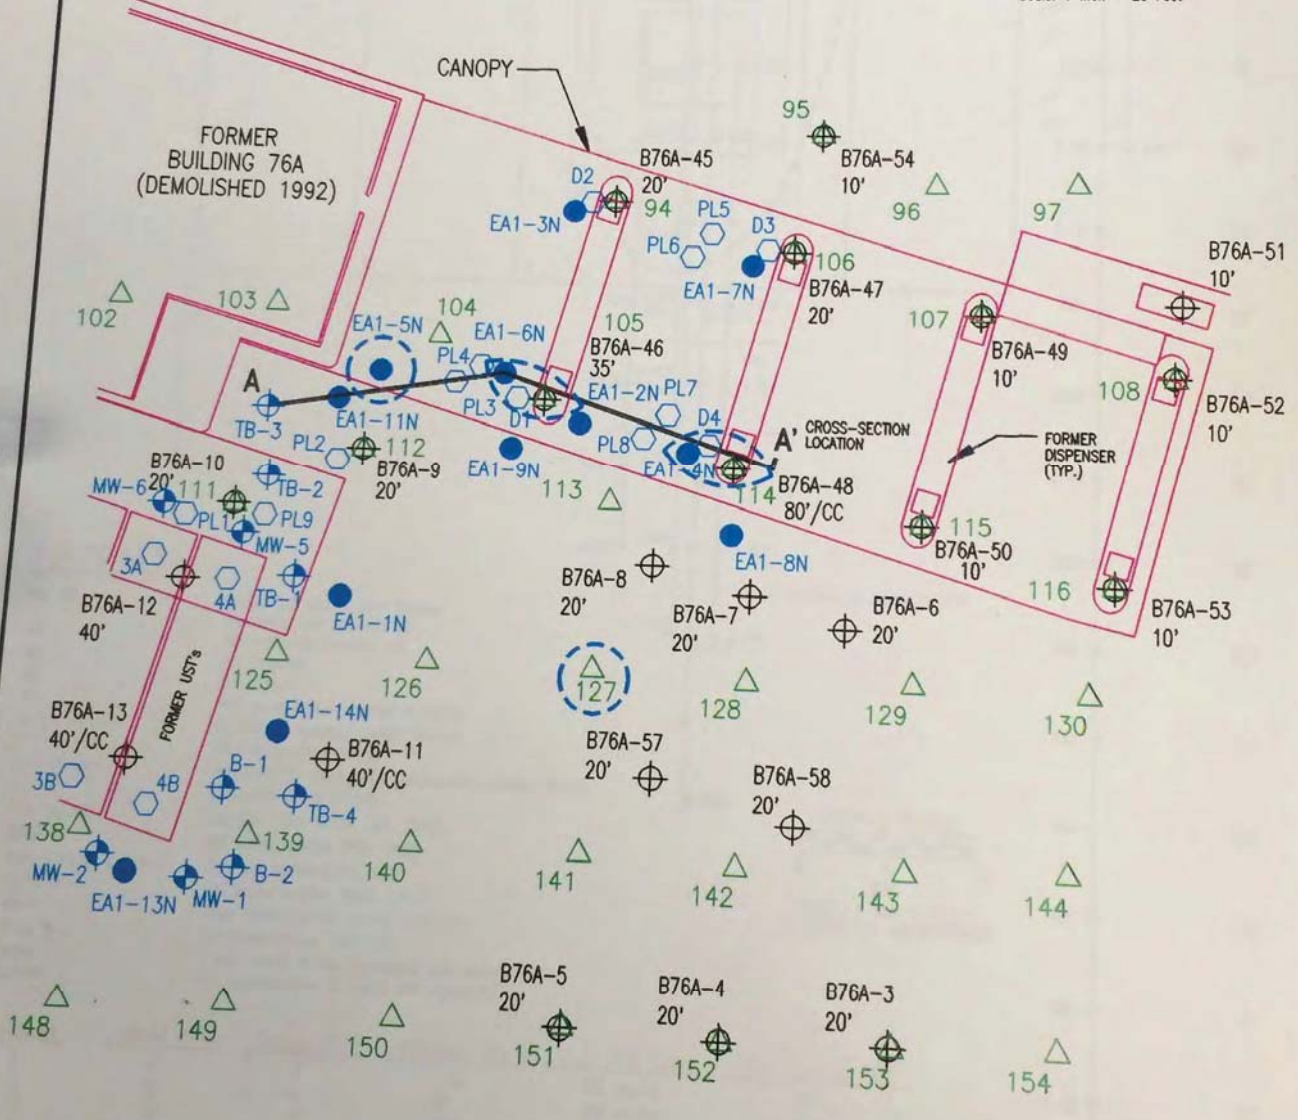 CANOPY
FORMER
BUILDING 76A
(DEMOLISHED 1992)
95
B76A-54
10'
96
97
B76A-45
20'
94
D2
EA1-3N
PL5
PL6
D3
EA1-7N
106
B76A-47
20'
B76A-51
10'
102
103
104
EA1-5N
EA1-6N
105
B76A-46
35'
107
B76A-49
10'
108
B76A-52
10'
A
TB-3
EA1-11N
PL4
PL3
D1
EA1-2N
PL7
PL8
D4
EA1-4N
A'
CROSS-SECTION
LOCATION
FORMER
DISPENSER
(TYP.)
PL2
112
B76A-9
20'
EA1-9N
113
114
B76A-48
80'/CC
B76A-10
20'
111
MW-6
TB-2
PL1
PL9
MW-5
3A
4A
TB-1
B76A-12
40'
EA1-1N
B76A-8
20'
EA1-8N
B76A-7
20'
B76A-6
20'
115
B76A-50
10'
116
B76A-53
10'
125
126
127
128
129
130
FORMER UST's
B76A-13
40'/CC
EA1-14N
B76A-11
40'/CC
B76A-57
20'
B76A-58
20'
3B
4B
B-1
TB-4
138
139
140
141
142
143
144
MW-2
EA1-13N
MW-1
B-2
B76A-5
20'
B76A-4
20'
B76A-3
20'
148
149
150
151
152
153
154